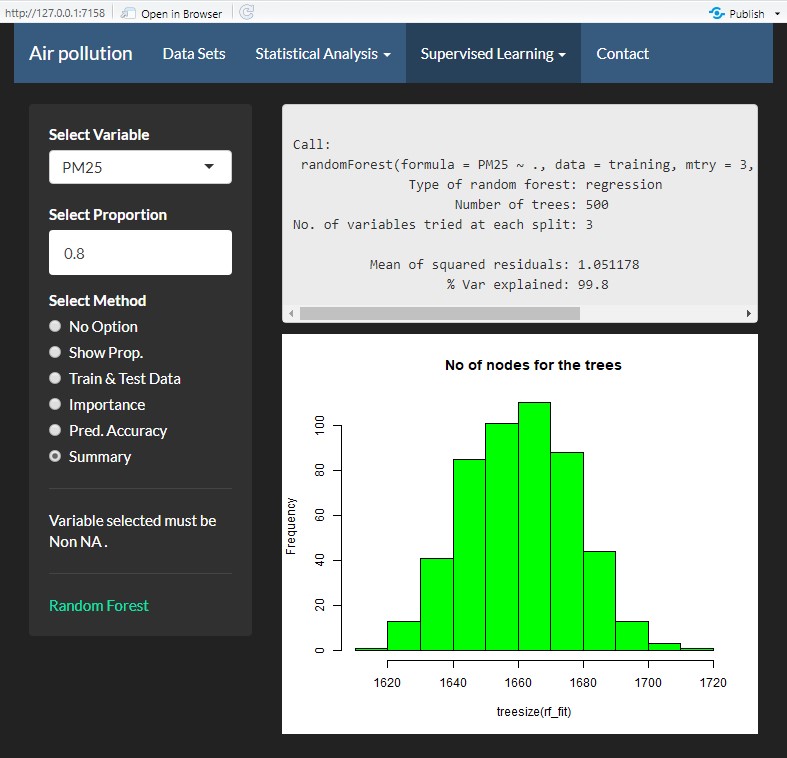 http://127.0.0.1:7158 Open in Browser Publish
Air pollution Data Sets Statistical Analysis Supervised Learning Contact
Select Variable
PM25
Select Proportion
0.8
Select Method
No Option
Show Prop.
Train & Test Data
Importance
Pred. Accuracy
Summary
Variable selected must be
Non NA .
Random Forest
Call:
randomForest(formula = PM25 ~ ., data = training, mtry = 3,
Type of random forest: regression
Number of trees: 500
No. of variables tried at each split: 3
Mean of squared residuals: 1.051178
% Var explained: 99.8
No of nodes for the trees
Frequency
100
80
60
40
20
0
1620 1640 1660 1680 1700 1720
treesize(rf_fit)